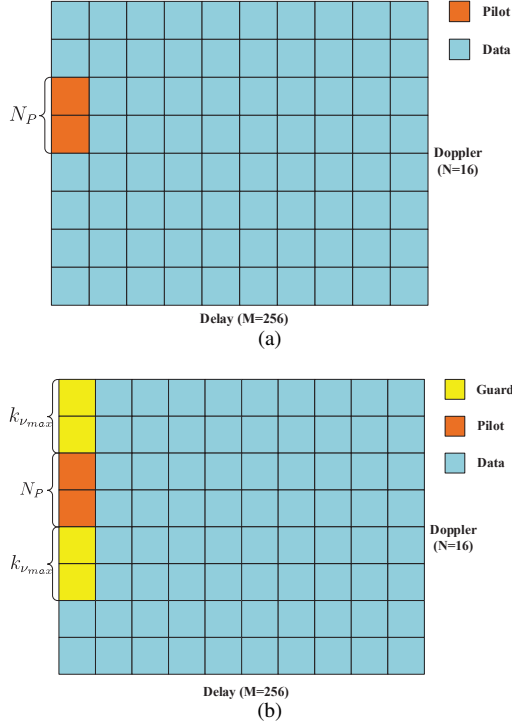 Pilot
Data
N_P
Doppler
(N=16)
Delay (M=256)
(a)
Guard
k_{ν_{max}}
Pilot
N_P
Data
Doppler
(N=16)
k_{ν_{max}}
Delay (M=256)
(b)